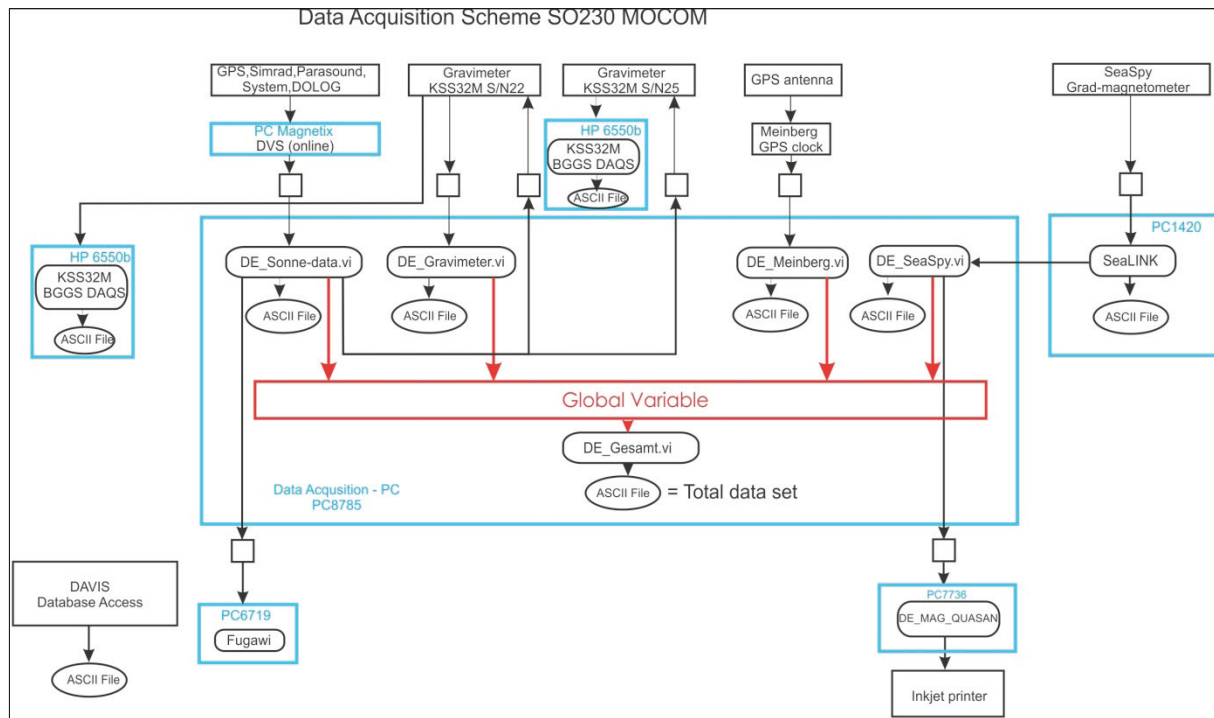 Data Acquisition Scheme SO230 MOCOM
GPS,Simrad,Parasound,
System,DOLOG
Gravimeter
KSS32M S/N22
Gravimeter
KSS32M S/N25
GPS antenna
SeaSpy
Grad-magnetometer
PC Magnetix
DVS (online)
HP 6550b
KSS32M
BGGS DAQS
ASCII File
Meinberg
GPS clock
HP 6550b
KSS32M
BGGS DAQS
ASCII File
DE_Sonne-data.vi
ASCII File
DE_Gravimeter.vi
ASCII File
DE_Meinberg.vi
ASCII File
DE_SeaSpy.vi
ASCII File
PC1420
SeaLINK
ASCII File
Global Variable
DE_Gesamt.vi
ASCII File = Total data set
Data Acqusition - PC
PC8785
DAVIS
Database Access
ASCII File
PC6719
Fugawi
PC7736
DE_MAG_QUASAN
Inkjet printer